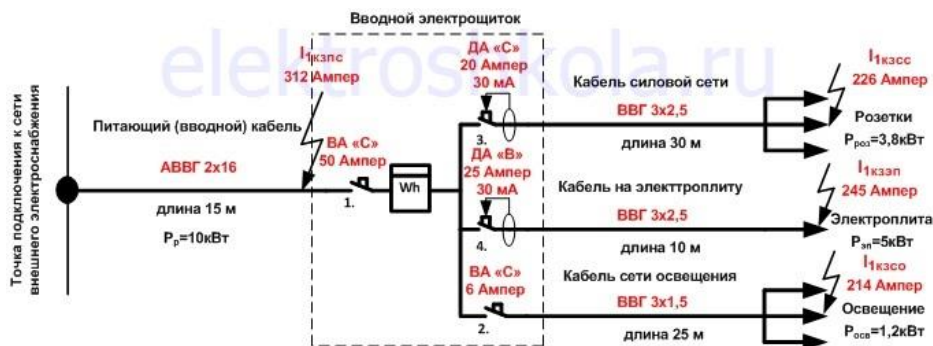 Вводной электрощиток
elektroshkola.ru
I1кзпс
312 Ампер
Питающий (вводной) кабель
АВВГ 2х16
длина 15 м
Pр=10кВт
Точка подключения к сети
внешнего электроснабжения
ВА «С»
50 Ампер
1.
Wh
ДА «С»
20 Ампер
30 мА
3.
ДА «В»
25 Ампер
30 мА
4.
ВА «С»
6 Ампер
2.
Кабель силовой сети
ВВГ 3х2,5
длина 30 м
I1кзсс
226 Ампер
Розетки
Pроз=3,8кВт
Кабель на электтроплиту
ВВГ 3х2,5
длина 10 м
I1кзэп
245 Ампер
Электроплита
Pэп=5кВт
Кабель сети освещения
ВВГ 3х1,5
длина 25 м
I1кзсо
214 Ампер
Освещение
Pосв=1,2кВт